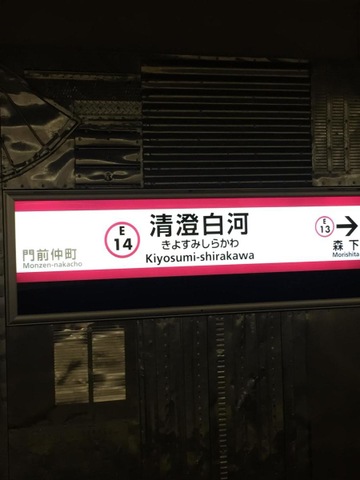 門前仲町
Monzen-nakacho
E
14
清澄白河
きよすみしらかわ
Kiyosumi-shirakawa
E
13
→
森下
Morishita